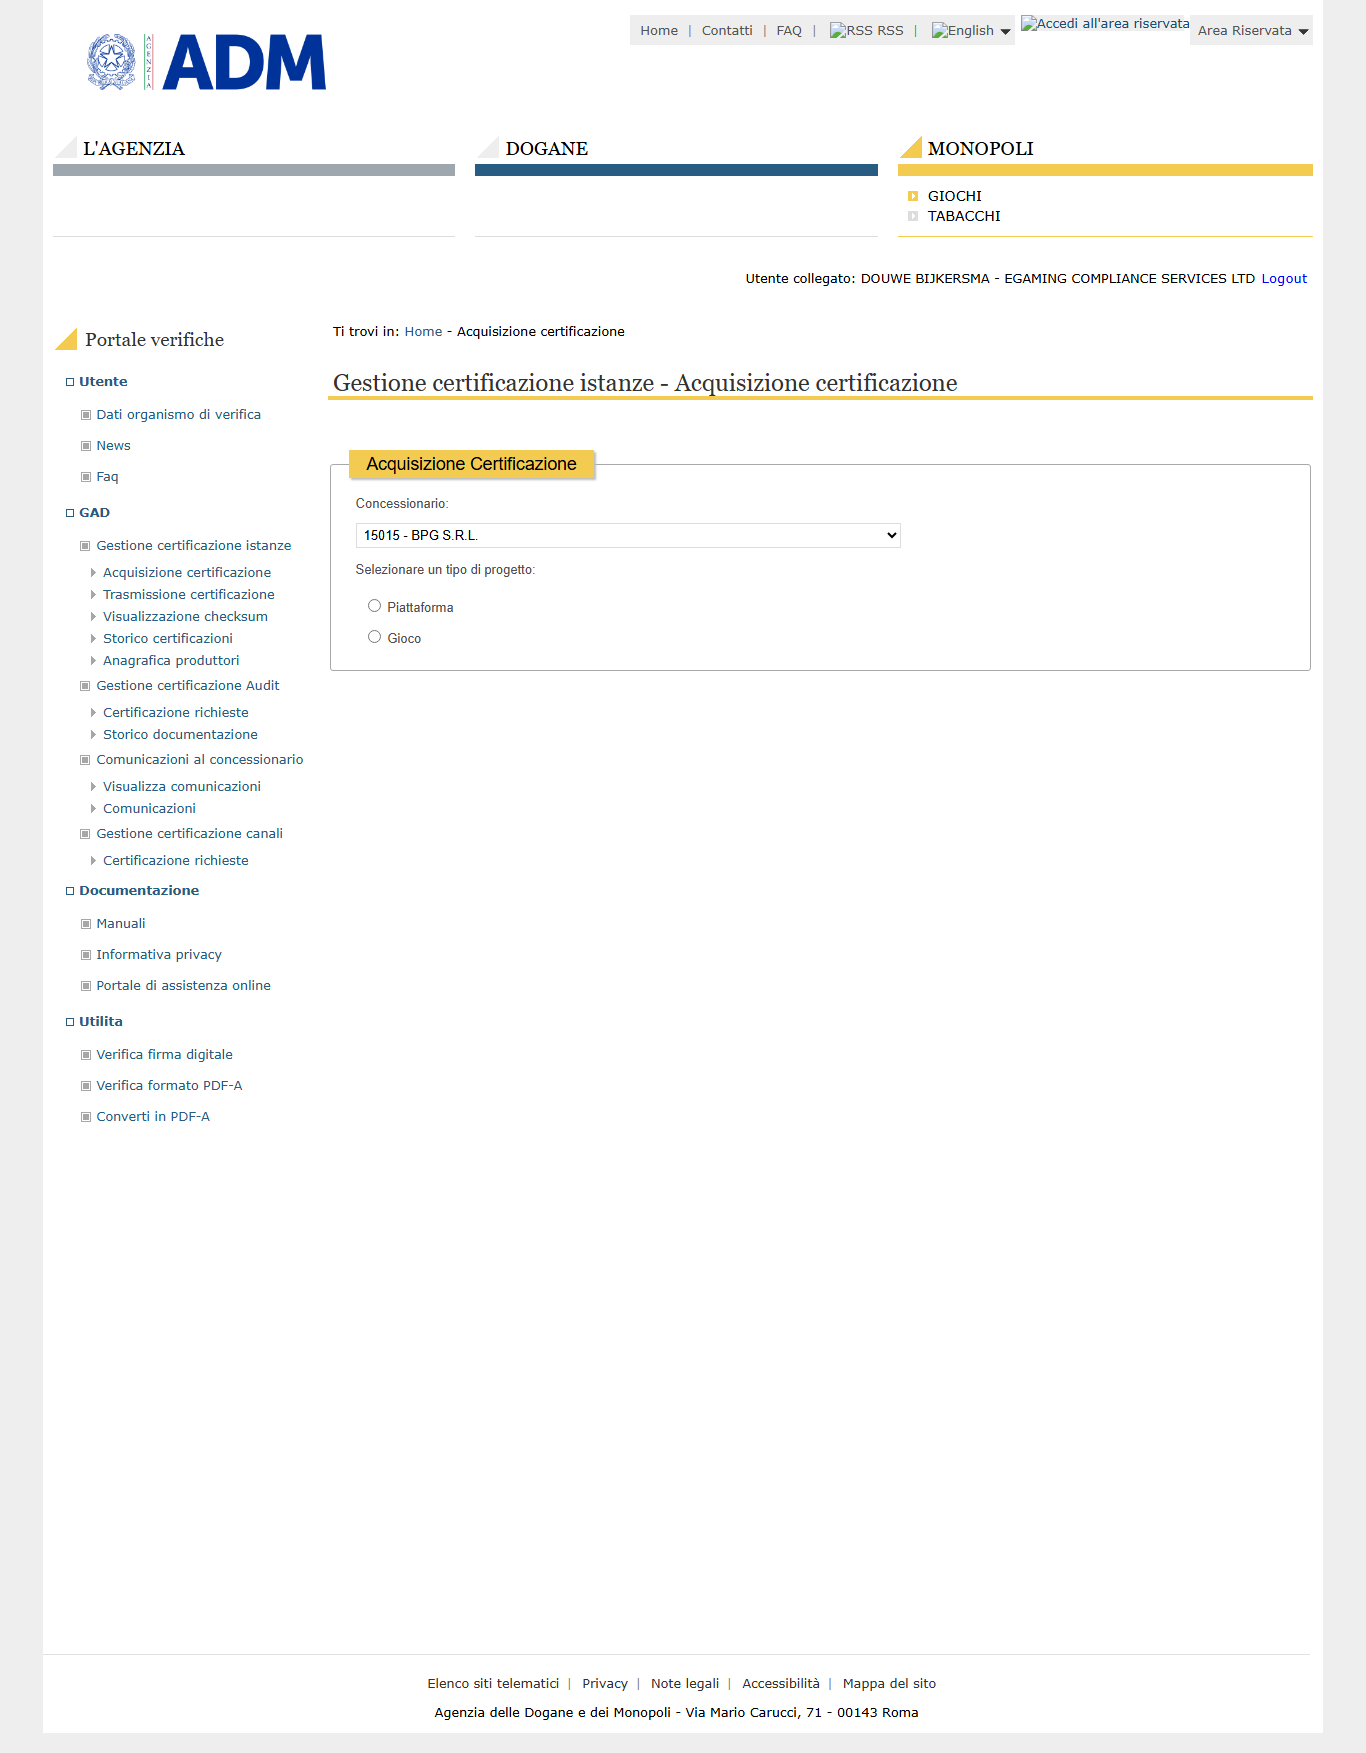 Home | Contatti | FAQ | RSS RSS | English Accedi all'area riservata Area Riservata
AGENZIA ADM
L'AGENZIA
DOGANE
MONOPOLI
GIOCHI
TABACCHI
Utente collegato: DOUWE BIJKERSMA - EGAMING COMPLIANCE SERVICES LTD Logout
Portale verifiche
Utente
Dati organismo di verifica
News
Faq
GAD
Gestione certificazione istanze
Acquisizione certificazione
Trasmissione certificazione
Visualizzazione checksum
Storico certificazioni
Anagrafica produttori
Gestione certificazione Audit
Certificazione richieste
Storico documentazione
Comunicazioni al concessionario
Visualizza comunicazioni
Comunicazioni
Gestione certificazione canali
Certificazione richieste
Documentazione
Manuali
Informativa privacy
Portale di assistenza online
Utilita
Verifica firma digitale
Verifica formato PDF-A
Converti in PDF-A
Ti trovi in: Home - Acquisizione certificazione
Gestione certificazione istanze - Acquisizione certificazione
Acquisizione Certificazione
Concessionario:
15015 - BPG S.R.L.
Selezionare un tipo di progetto:
Piattaforma
Gioco
Elenco siti telematici | Privacy | Note legali | Accessibilità | Mappa del sito
Agenzia delle Dogane e dei Monopoli - Via Mario Carucci, 71 - 00143 Roma